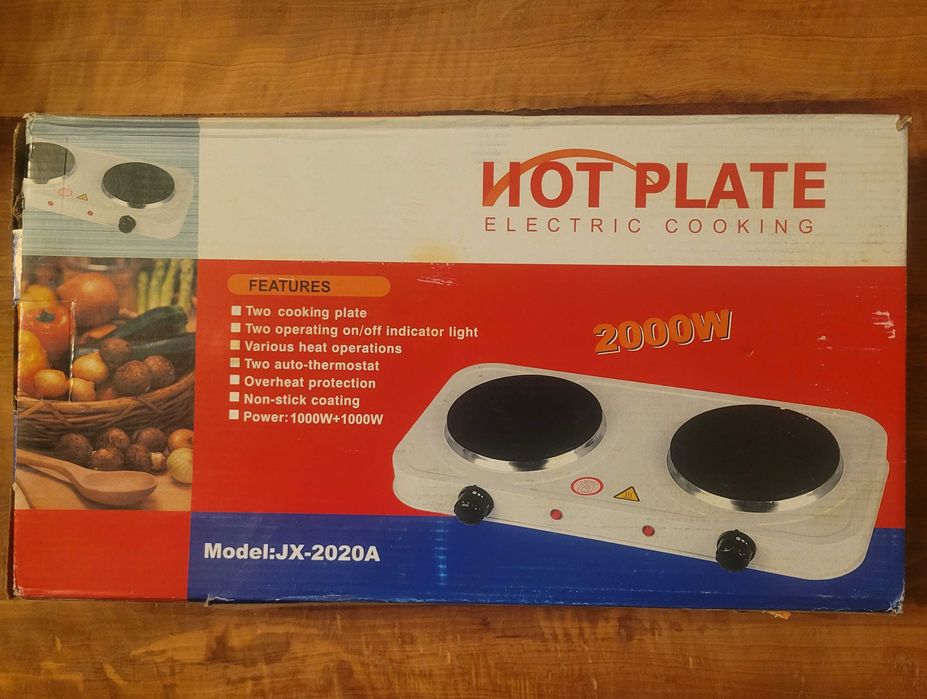 HOT PLATE
ELECTRIC COOKING
FEATURES
Two cooking plate
Two operating on/off indicator light
Various heat operations
Two auto-thermostat
Overheat protection
Non-stick coating
Power: 1000W+1000W
2000W
Model:JX-2020A